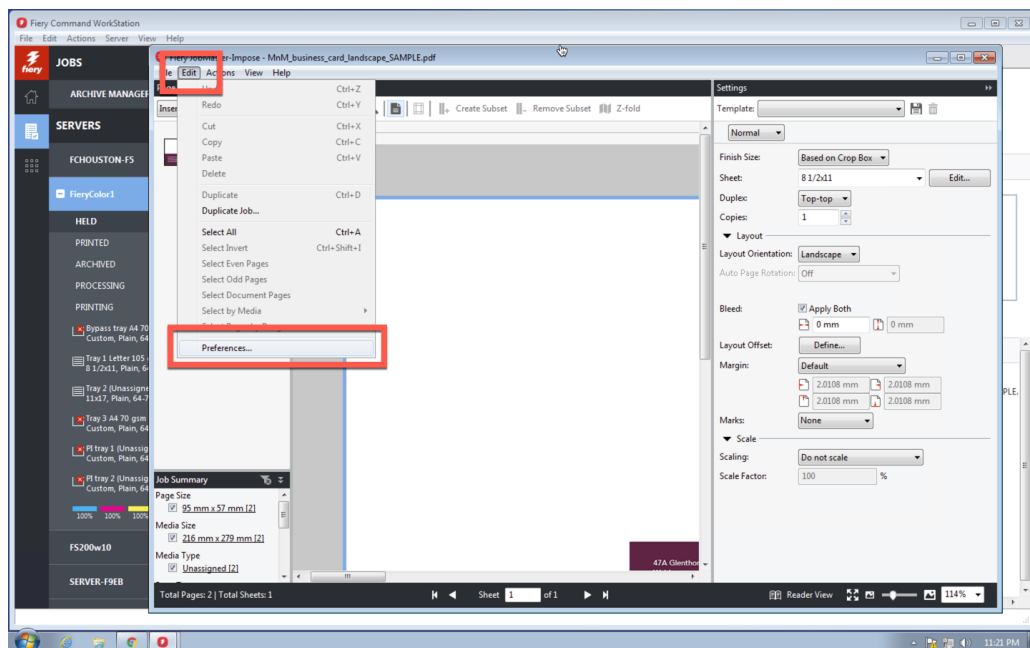 Fiery Command WorkStation
File Edit Actions Server View Help
fiery
JOBS
ARCHIVE MANAGER
SERVERS
FCHOUSTON-F5
FieryColor1
HELD
PRINTED
ARCHIVED
PROCESSING
PRINTING
Bypass tray A4 70
Custom, Plain, 64
Tray 1 Letter 105
8 1/2x11, Plain, 6
Tray 2 (Unassigne
11x17, Plain, 64-7
Tray 3 A4 70 gsm
Custom, Plain, 64
PI tray 1 (Unassig
Custom, Plain, 64
PI tray 2 (Unassig
Custom, Plain, 64
100% 100% 100%
FS200w10
SERVER-F9EB
Fiery JobMaster-Impose - MnM_business_card_landscape_SAMPLE.pdf
File Edit Actions View Help
Ctrl+Z
Redo Ctrl+Y
Cut Ctrl+X
Copy Ctrl+C
Paste Ctrl+V
Delete
Duplicate Ctrl+D
Duplicate Job...
Select All Ctrl+A
Select Invert Ctrl+Shift+I
Select Even Pages
Select Odd Pages
Select Document Pages
Select by Media
Preferences...
Create Subset Remove Subset Z-fold
Job Summary
Page Size
95 mm x 57 mm [2]
Media Size
216 mm x 279 mm [2]
Media Type
Unassigned [2]
47A Glenthor
Settings
Template:
Normal
Finish Size: Based on Crop Box
Sheet: 8 1/2x11 Edit...
Duplex: Top-top
Copies: 1
Layout
Layout Orientation: Landscape
Auto Page Rotation: Off
Bleed: Apply Both
0 mm 0 mm
Layout Offset: Define...
Margin: Default
2.0108 mm 2.0108 mm
2.0108 mm 2.0108 mm
Marks: None
Scale
Scaling: Do not scale
Scale Factor: 100 %
PLE.
Total Pages: 2 | Total Sheets: 1
Sheet 1 of 1
Reader View
114%
11:21 PM